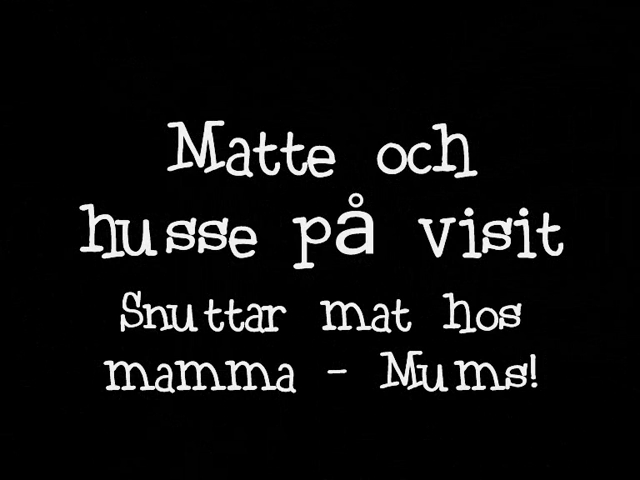 Matte och
husse på visit
Snuttar mat hos
mamma - Mums!